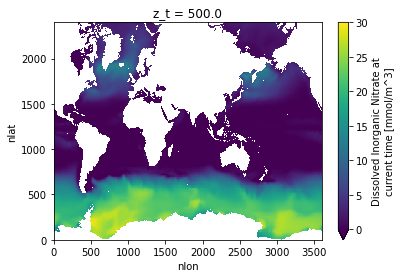 z_t = 500.0
nlat
2000
1500
1000
500
0
0 500 1000 1500 2000 2500 3000 3500
nlon
30
25
20
15
10
5
0
Dissolved Inorganic Nitrate at
current time [mmol/m^3]